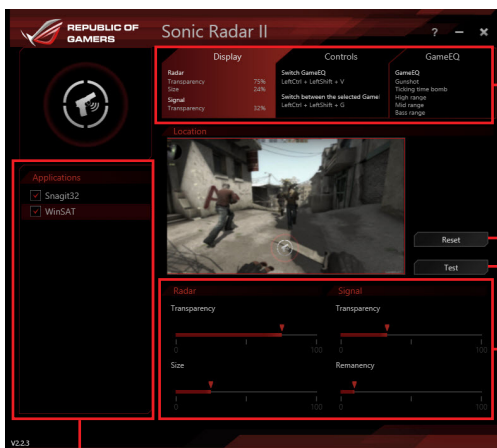 REPUBLIC OF
GAMERS
Sonic Radar II
? – ×
Display
Radar
Transparency 75%
Size 24%
Signal
Transparency 32%
Controls
Switch GameEQ
LeftCtrl + LeftShift + V
Switch between the selected Game
LeftCtrl + LeftShift + G
GameEQ
GameEQ
Gunshot
Ticking time bomb
High range
Mid range
Bass range
Applications
Snagit32
WinSAT
Location
Reset
Test
Radar
Transparency
0 100
Size
0 100
Signal
Transparency
0 100
Remanency
0 100
V2.2.3